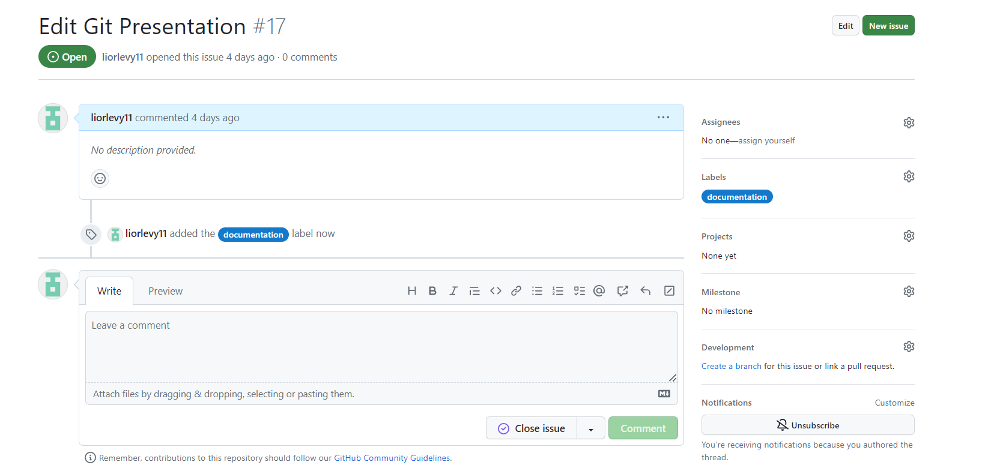 Edit Git Presentation #17
Edit
New issue
Open
liorlevy11 opened this issue 4 days ago · 0 comments
liorlevy11 commented 4 days ago
No description provided.
liorlevy11 added the documentation label now
Write
Preview
Leave a comment
Attach files by dragging & dropping, selecting or pasting them.
Close issue
Comment
Remember, contributions to this repository should follow our GitHub Community Guidelines.
Assignees
No one—assign yourself
Labels
documentation
Projects
None yet
Milestone
No milestone
Development
Create a branch for this issue or link a pull request.
Notifications
Customize
Unsubscribe
You’re receiving notifications because you authored the
thread.